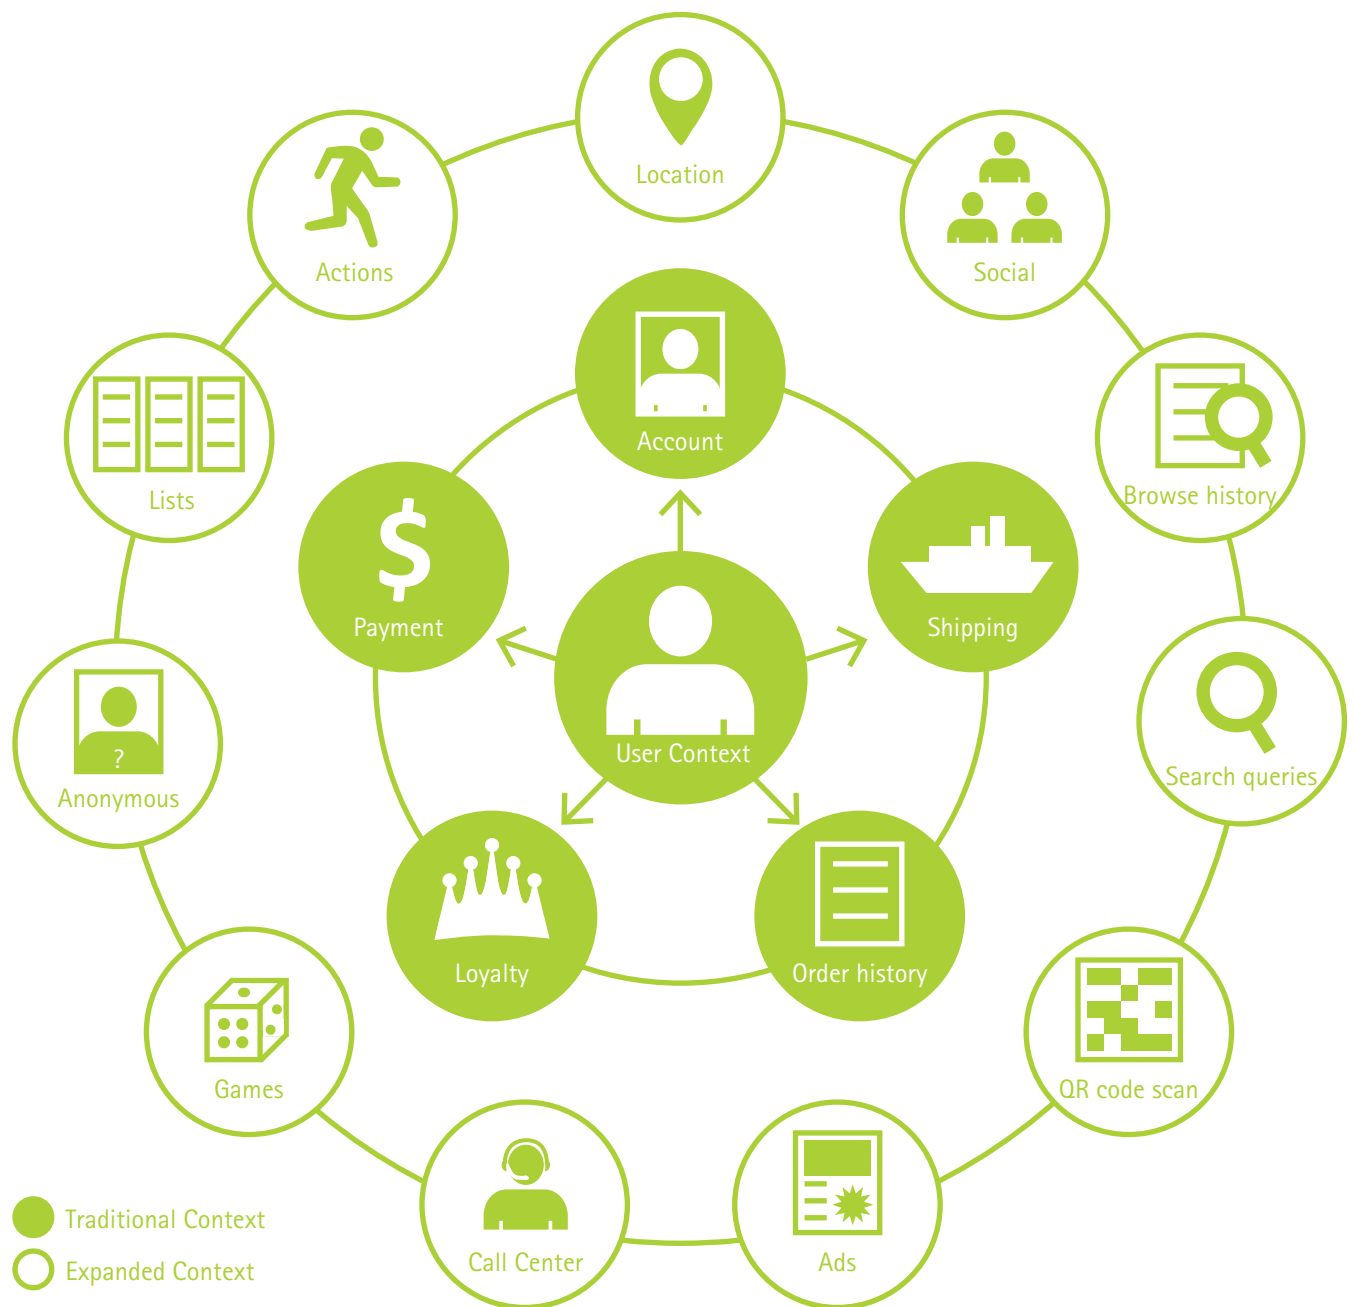 Location
Actions
Social
Account
Lists
Browse history
$
Payment
Shipping
User Context
?
Anonymous
Search queries
Loyalty
Order history
Games
QR code scan
Call Center
Ads
Traditional Context
Expanded Context